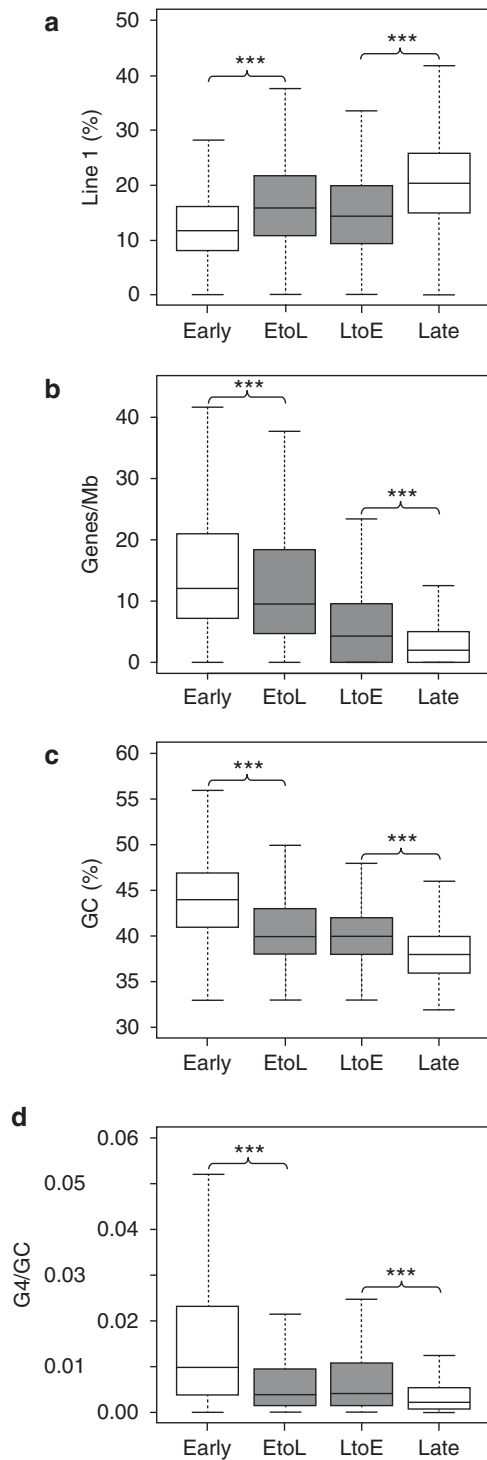 a
Line 1 (%)
50
40
30
20
10
0
***
***
Early EtoL LtoE Late
b
Genes/Mb
40
30
20
10
0
***
***
Early EtoL LtoE Late
c
GC (%)
60
55
50
45
40
35
30
***
***
Early EtoL LtoE Late
d
G4/GC
0.06
0.05
0.04
0.03
0.02
0.01
0.00
***
***
Early EtoL LtoE Late